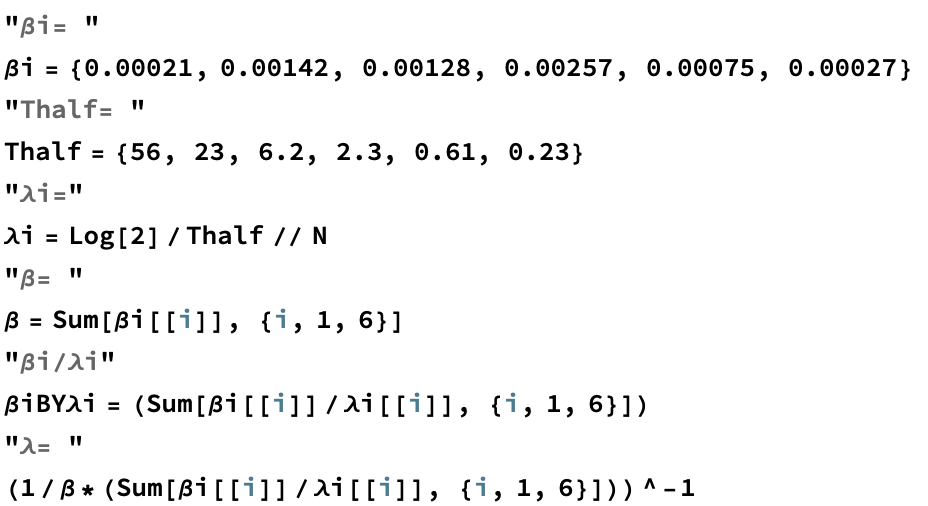 "βi= "
βi = {0.00021, 0.00142, 0.00128, 0.00257, 0.00075, 0.00027}
"Thalf= "
Thalf = {56, 23, 6.2, 2.3, 0.61, 0.23}
"λi="
λi = Log[2] / Thalf // N
"β= "
β = Sum[βi[[i]], {i, 1, 6}]
"βi/λi"
βiBYλi = (Sum[βi[[i]] / λi[[i]], {i, 1, 6}])
"λ= "
(1 / β * (Sum[βi[[i]] / λi[[i]], {i, 1, 6}])) ^ -1